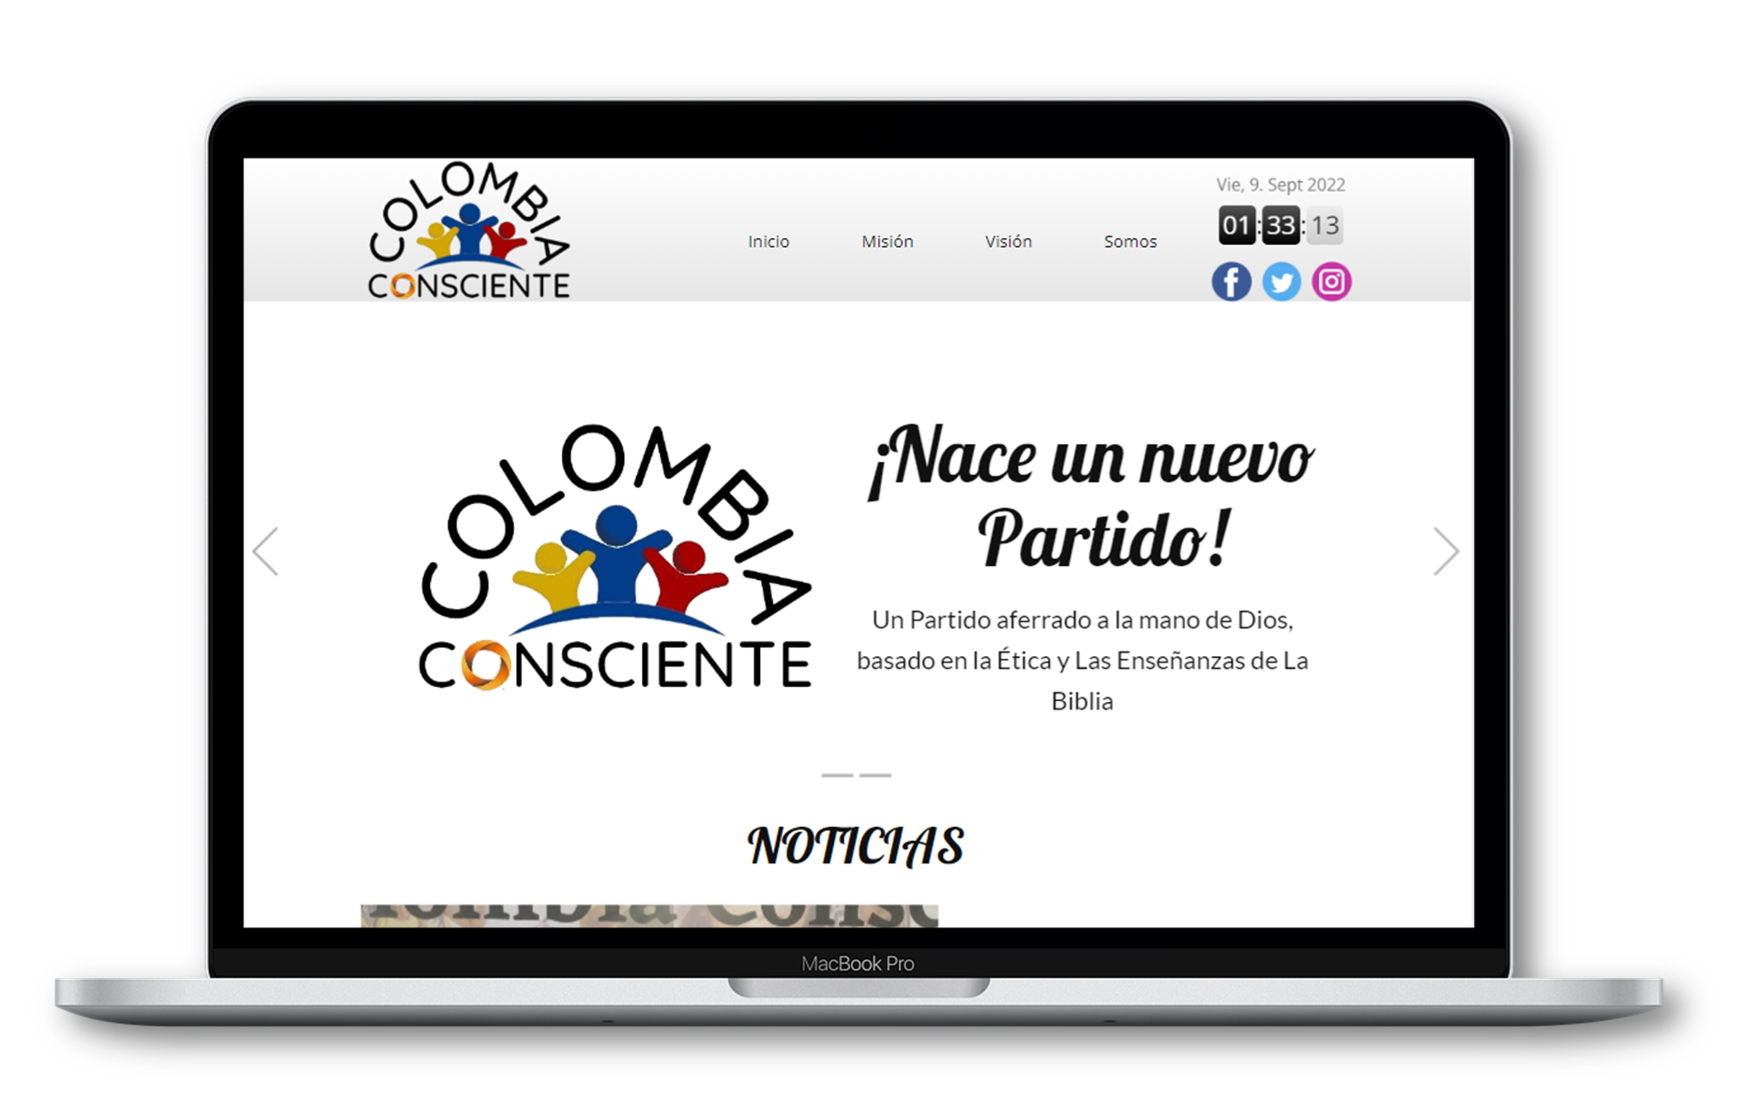 COLOMBIA
CONSCIENTE
Inicio
Misión
Visión
Somos
Vie, 9. Sept 2022
01:33:13
COLOMBIA
CONSCIENTE
¡Nace un nuevo
Partido!
Un Partido aferrado a la mano de Dios,
basado en la Ética y Las Enseñanzas de La
Biblia
NOTICIAS
MacBook Pro